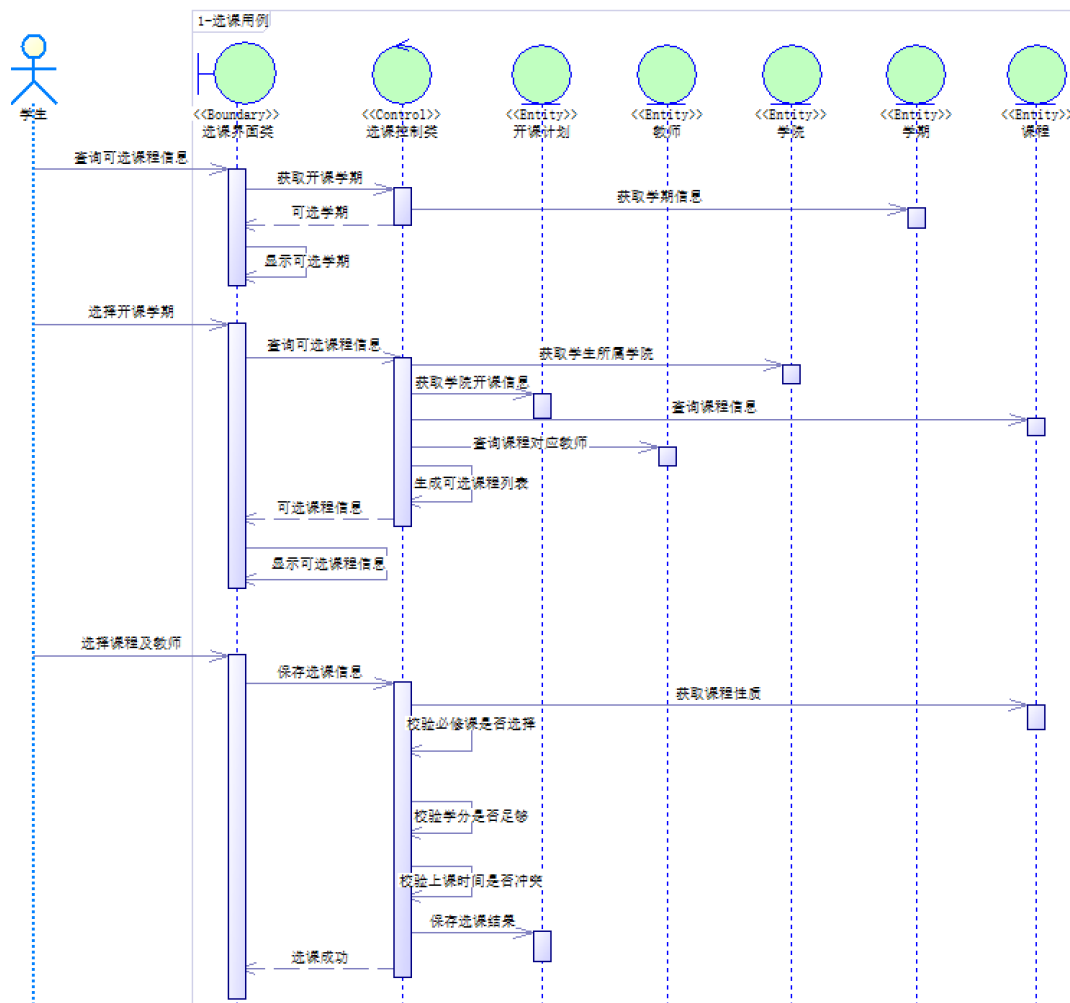 1-选课用例
学生
<<Boundary>>
选课界画类
<<Control>>
选课控制类
<<Entity>>
开课计划
<<Entity>>
教师
<<Entity>>
学院
<<Entity>>
学期
<<Entity>>
课程
查询可选课程信息
获取开课学期
获取学期信息
可选学期
显示可选学期
选择开课学期
查询可选课程信息
获取学生所属学院
获取学院开课信息
查询课程信息
查询课程对应教师
生成可选课程列表
可选课程信息
显示可选课程信息
选择课程及教师
保存选课信息
获取课程性质
校验必修课是否选择
校验学分是否足够
校验上课时间是否冲突
保存选课结果
选课成功